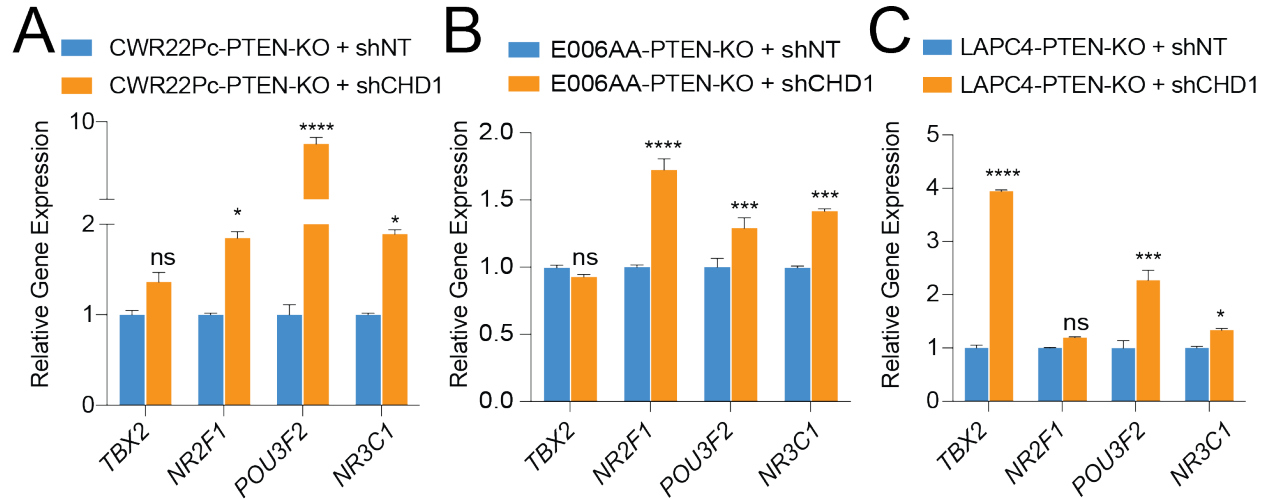 A
CWR22Pc-PTEN-KO + shNT
CWR22Pc-PTEN-KO + shCHD1
Relative Gene Expression
10
2
1
0
ns
*
****
*
TBX2
NR2F1
POU3F2
NR3C1
B
E006AA-PTEN-KO + shNT
E006AA-PTEN-KO + shCHD1
Relative Gene Expression
2.0
1.5
1.0
0.5
0.0
ns
****
***
***
TBX2
NR2F1
POU3F2
NR3C1
C
LAPC4-PTEN-KO + shNT
LAPC4-PTEN-KO + shCHD1
Relative Gene Expression
5
4
3
2
1
0
****
ns
***
*
TBX2
NR2F1
POU3F2
NR3C1